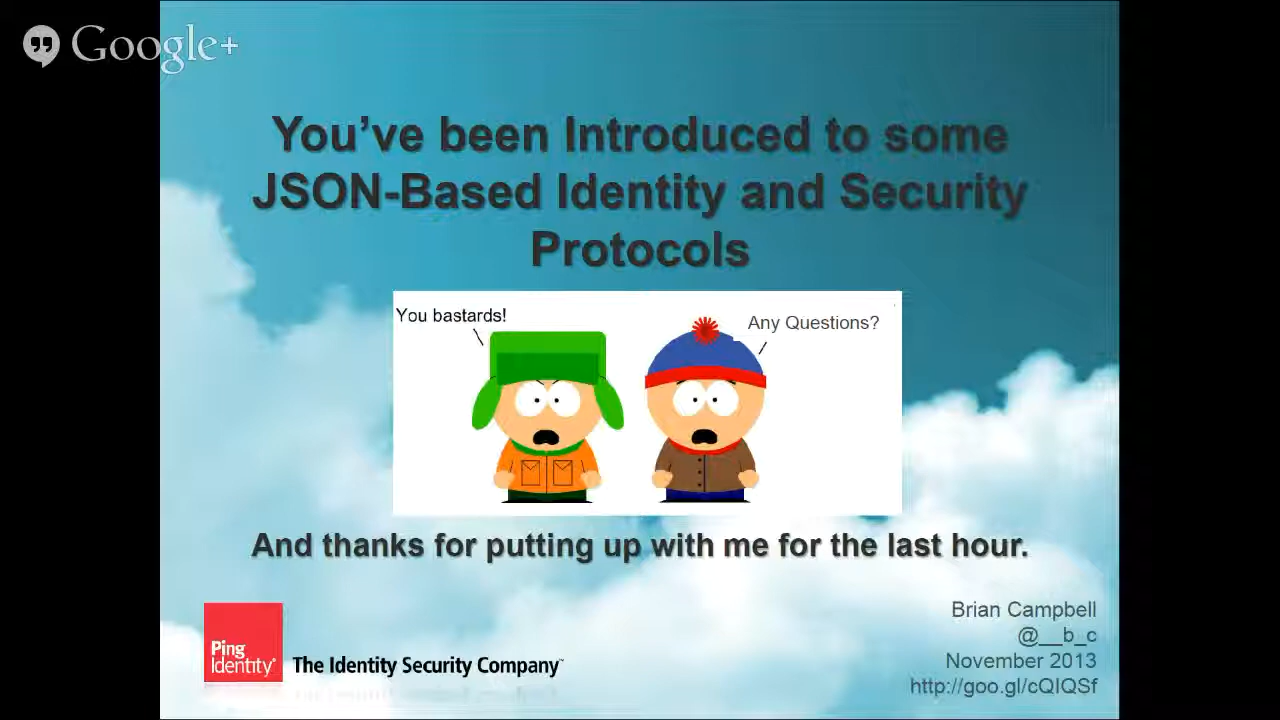 Google+
You've been Introduced to some
JSON-Based Identity and Security
Protocols
You bastards!
Any Questions?
And thanks for putting up with me for the last hour.
Ping
Identity®
The Identity Security Company™
Brian Campbell
@__b_c
November 2013
http://goo.gl/cQIQSf